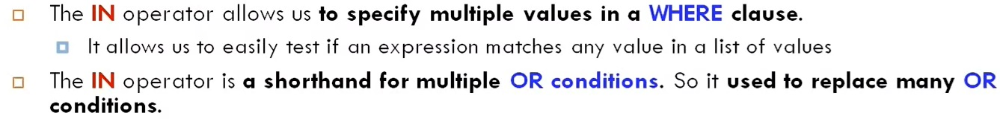 The IN operator allows us to specify multiple values in a WHERE clause.
It allows us to easily test if an expression matches any value in a list of values
The IN operator is a shorthand for multiple OR conditions. So it used to replace many OR
conditions.